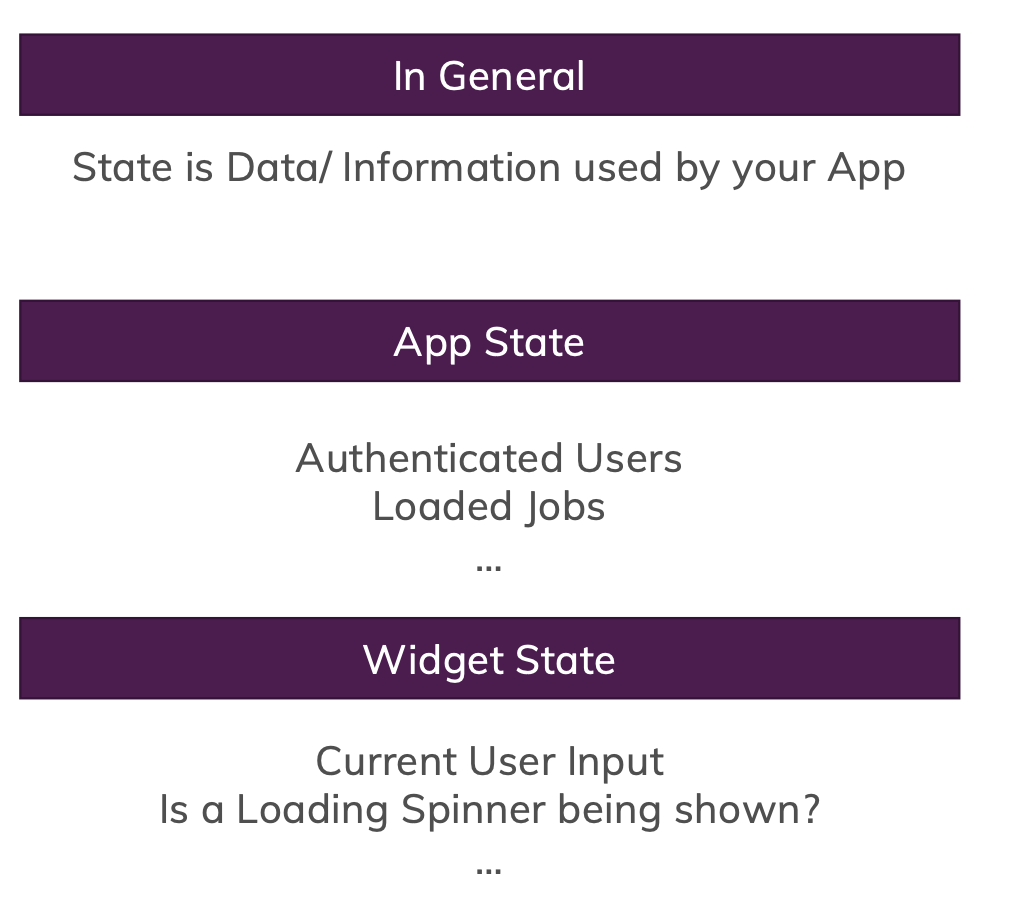 In General
State is Data/ Information used by your App
App State
Authenticated Users
Loaded Jobs
...
Widget State
Current User Input
Is a Loading Spinner being shown?
...